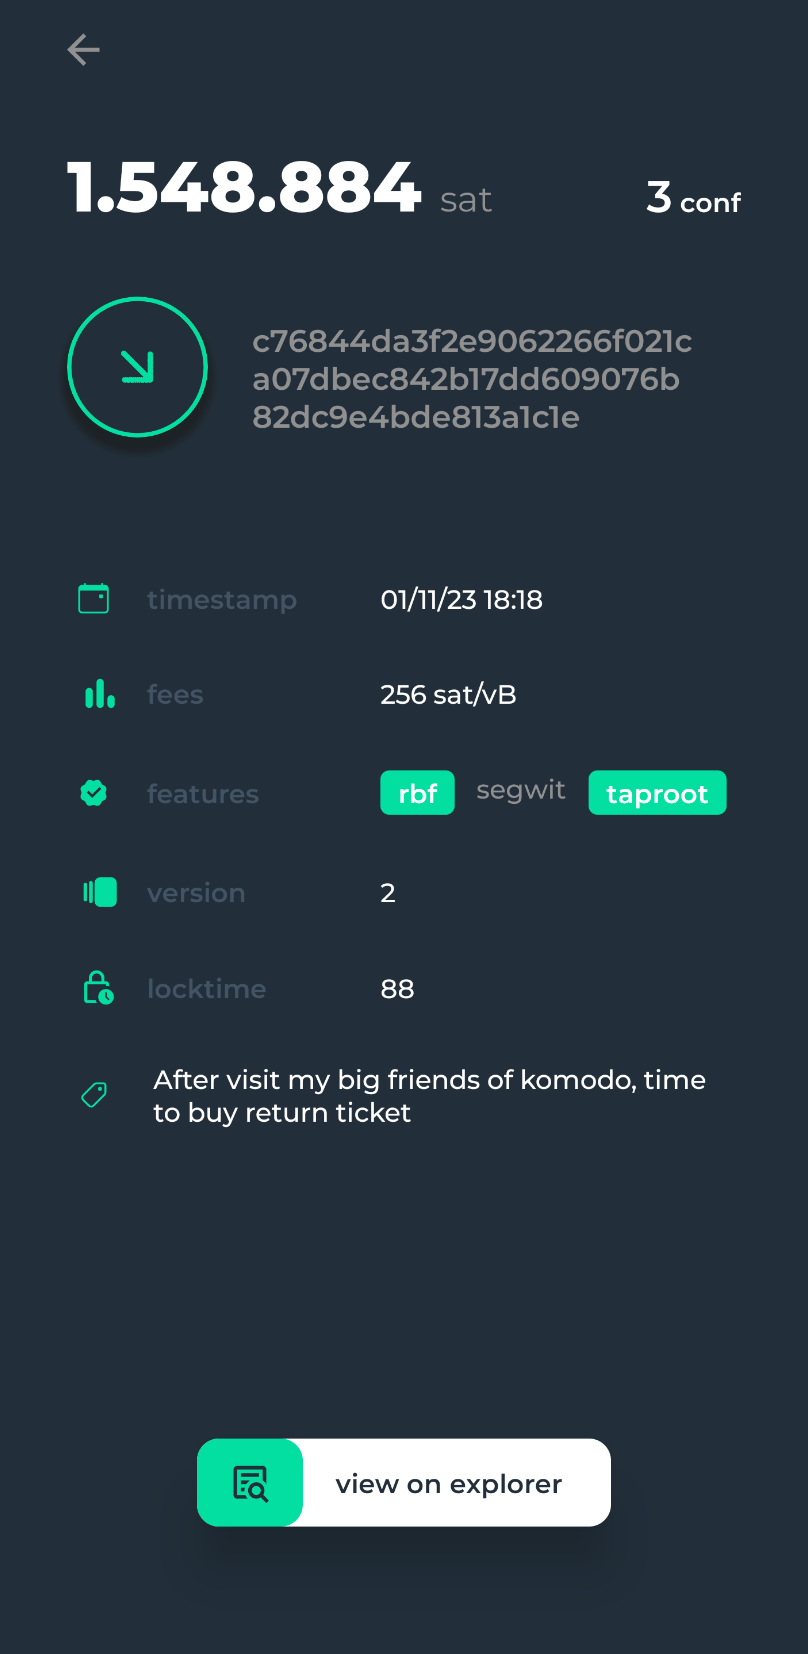 1.548.884 sat 3 conf
c76844da3f2e9062266f021c
a07dbec842b17dd609076b
82dc9e4bde813a1c1e
timestamp 01/11/23 18:18
fees 256 sat/vB
features rbf segwit taproot
version 2
locktime 88
After visit my big friends of komodo, time
to buy return ticket
view on explorer